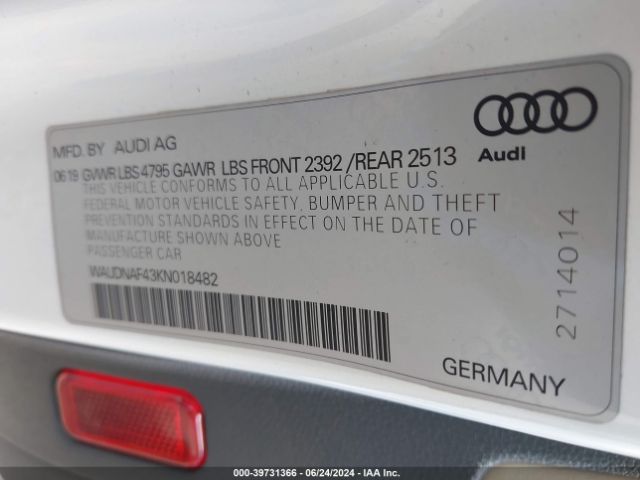 MFD. BY AUDI AG
06 19 GVWR LBS 4795 GAWR LBS FRONT 2392 /REAR 2513
THIS VEHICLE CONFORMS TO ALL APPLICABLE U.S.
FEDERAL MOTOR VEHICLE SAFETY, BUMPER AND THEFT
PREVENTION STANDARDS IN EFFECT ON THE DATE OF
MANUFACTURE SHOWN ABOVE
PASSENGER CAR
WAUDNAF43KN018482
Audi
2714014
GERMANY
000-39731366 - 06/24/2024 - IAA Inc.